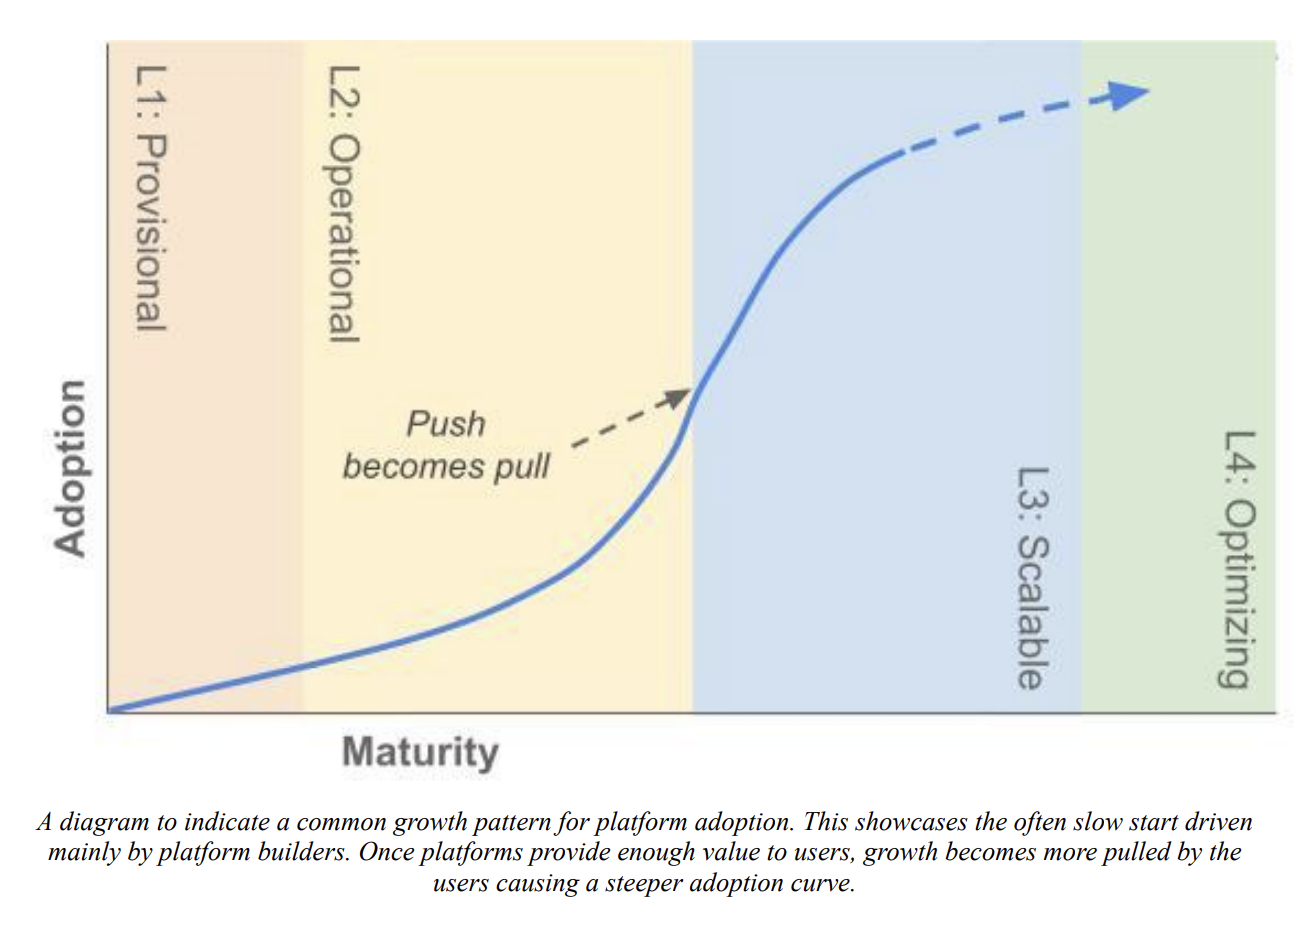 L1: Provisional
L2: Operational
Push
becomes pull
L3: Scalable
L4: Optimizing
Adoption
Maturity
A diagram to indicate a common growth pattern for platform adoption. This showcases the often slow start driven
mainly by platform builders. Once platforms provide enough value to users, growth becomes more pulled by the
users causing a steeper adoption curve.